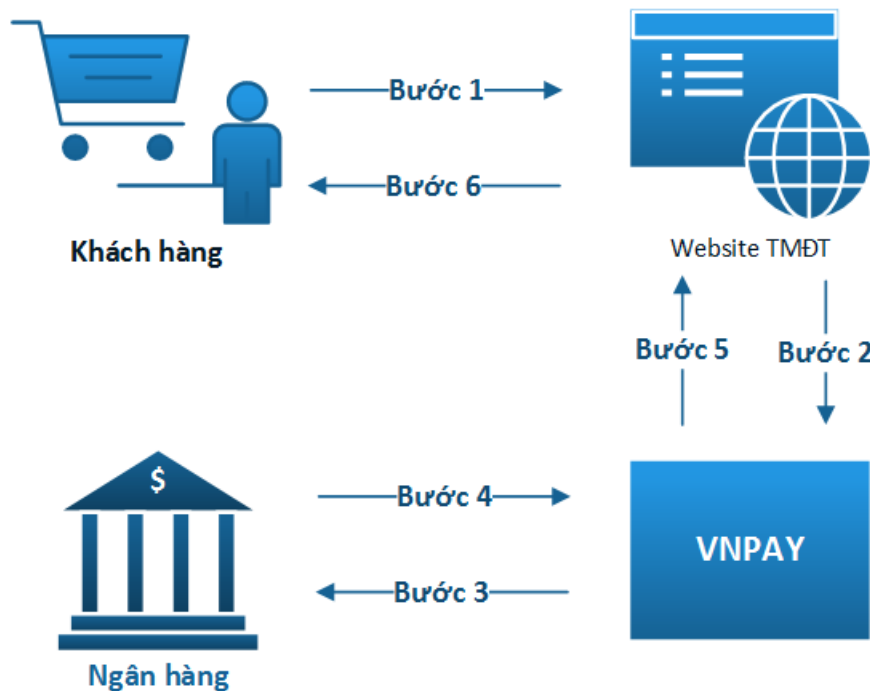 Bước 1
Bước 6
Khách hàng
Website TMĐT
Bước 5
Bước 2
$
Bước 4
VNPAY
Bước 3
Ngân hàng